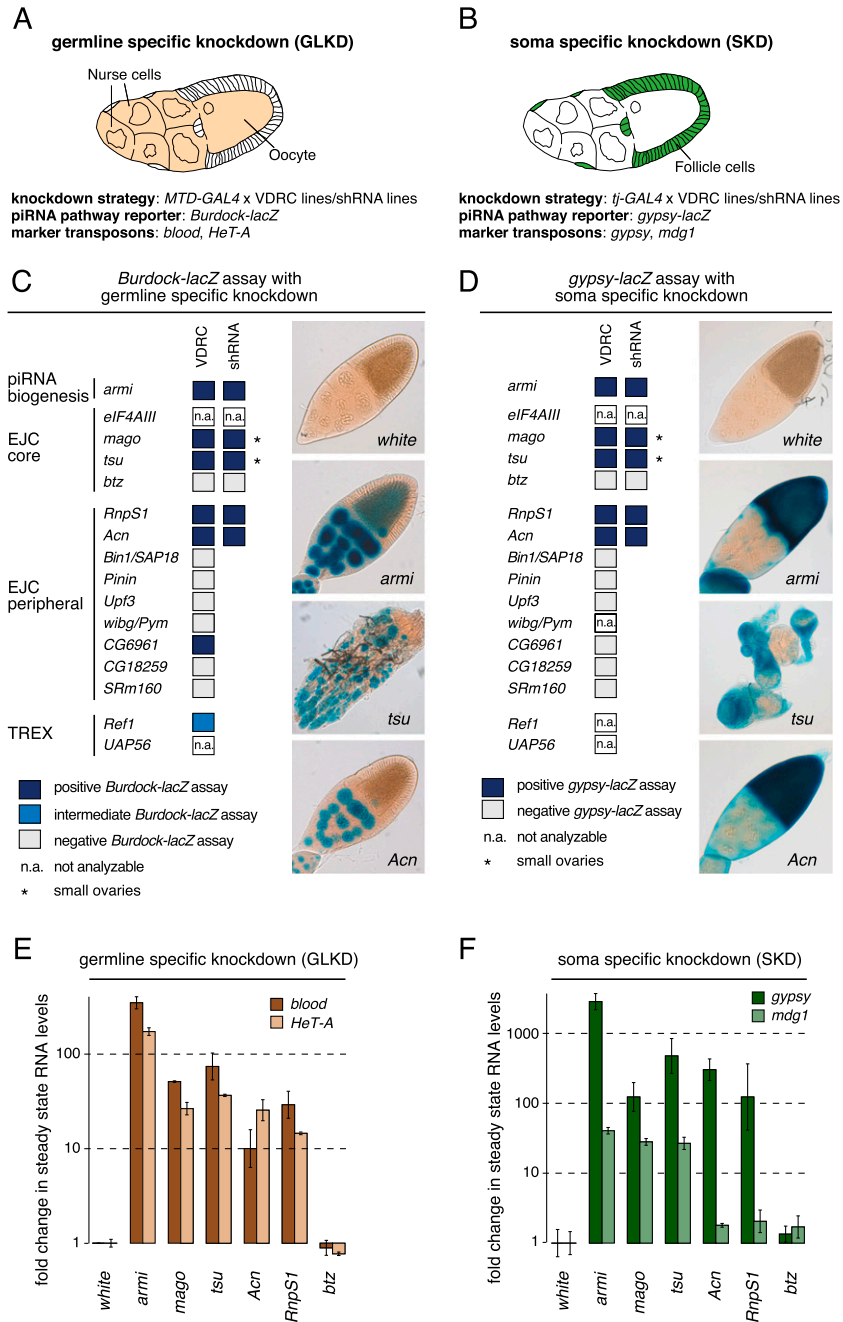 A
germline specific knockdown (GLKD)
Nurse cells
Oocyte
knockdown strategy: MTD-GAL4 x VDRC lines/shRNA lines
piRNA pathway reporter: Burdock-lacZ
marker transposons: blood, HeT-A
B
soma specific knockdown (SKD)
Follicle cells
knockdown strategy: tj-GAL4 x VDRC lines/shRNA lines
piRNA pathway reporter: gypsy-lacZ
marker transposons: gypsy, mdg1
C
Burdock-lacZ assay with
germline specific knockdown
VDRC
shRNA
piRNA
biogenesis
armi
EJC
core
eIF4AIII n.a. n.a.
mago *
tsu *
btz
EJC
peripheral
RnpS1
Acn
Bin1/SAP18
Pinin
Upf3
wibg/Pym
CG6961
CG18259
SRm160
TREX
Ref1
UAP56 n.a.
white
armi
tsu
Acn
positive Burdock-lacZ assay
intermediate Burdock-lacZ assay
negative Burdock-lacZ assay
n.a. not analyzable
* small ovaries
D
gypsy-lacZ assay with
soma specific knockdown
VDRC
shRNA
armi
eIF4AIII n.a. n.a.
mago *
tsu *
btz
RnpS1
Acn
Bin1/SAP18
Pinin
Upf3
wibg/Pym n.a.
CG6961
CG18259
SRm160
Ref1 n.a.
UAP56 n.a.
white
armi
tsu
Acn
positive gypsy-lacZ assay
negative gypsy-lacZ assay
n.a. not analyzable
* small ovaries
E
germline specific knockdown (GLKD)
fold change in steady state RNA levels
blood
HeT-A
100
10
1
white
armi
mago
tsu
Acn
RnpS1
btz
F
soma specific knockdown (SKD)
fold change in steady state RNA levels
gypsy
mdg1
1000
100
10
1
white
armi
mago
tsu
Acn
RnpS1
btz